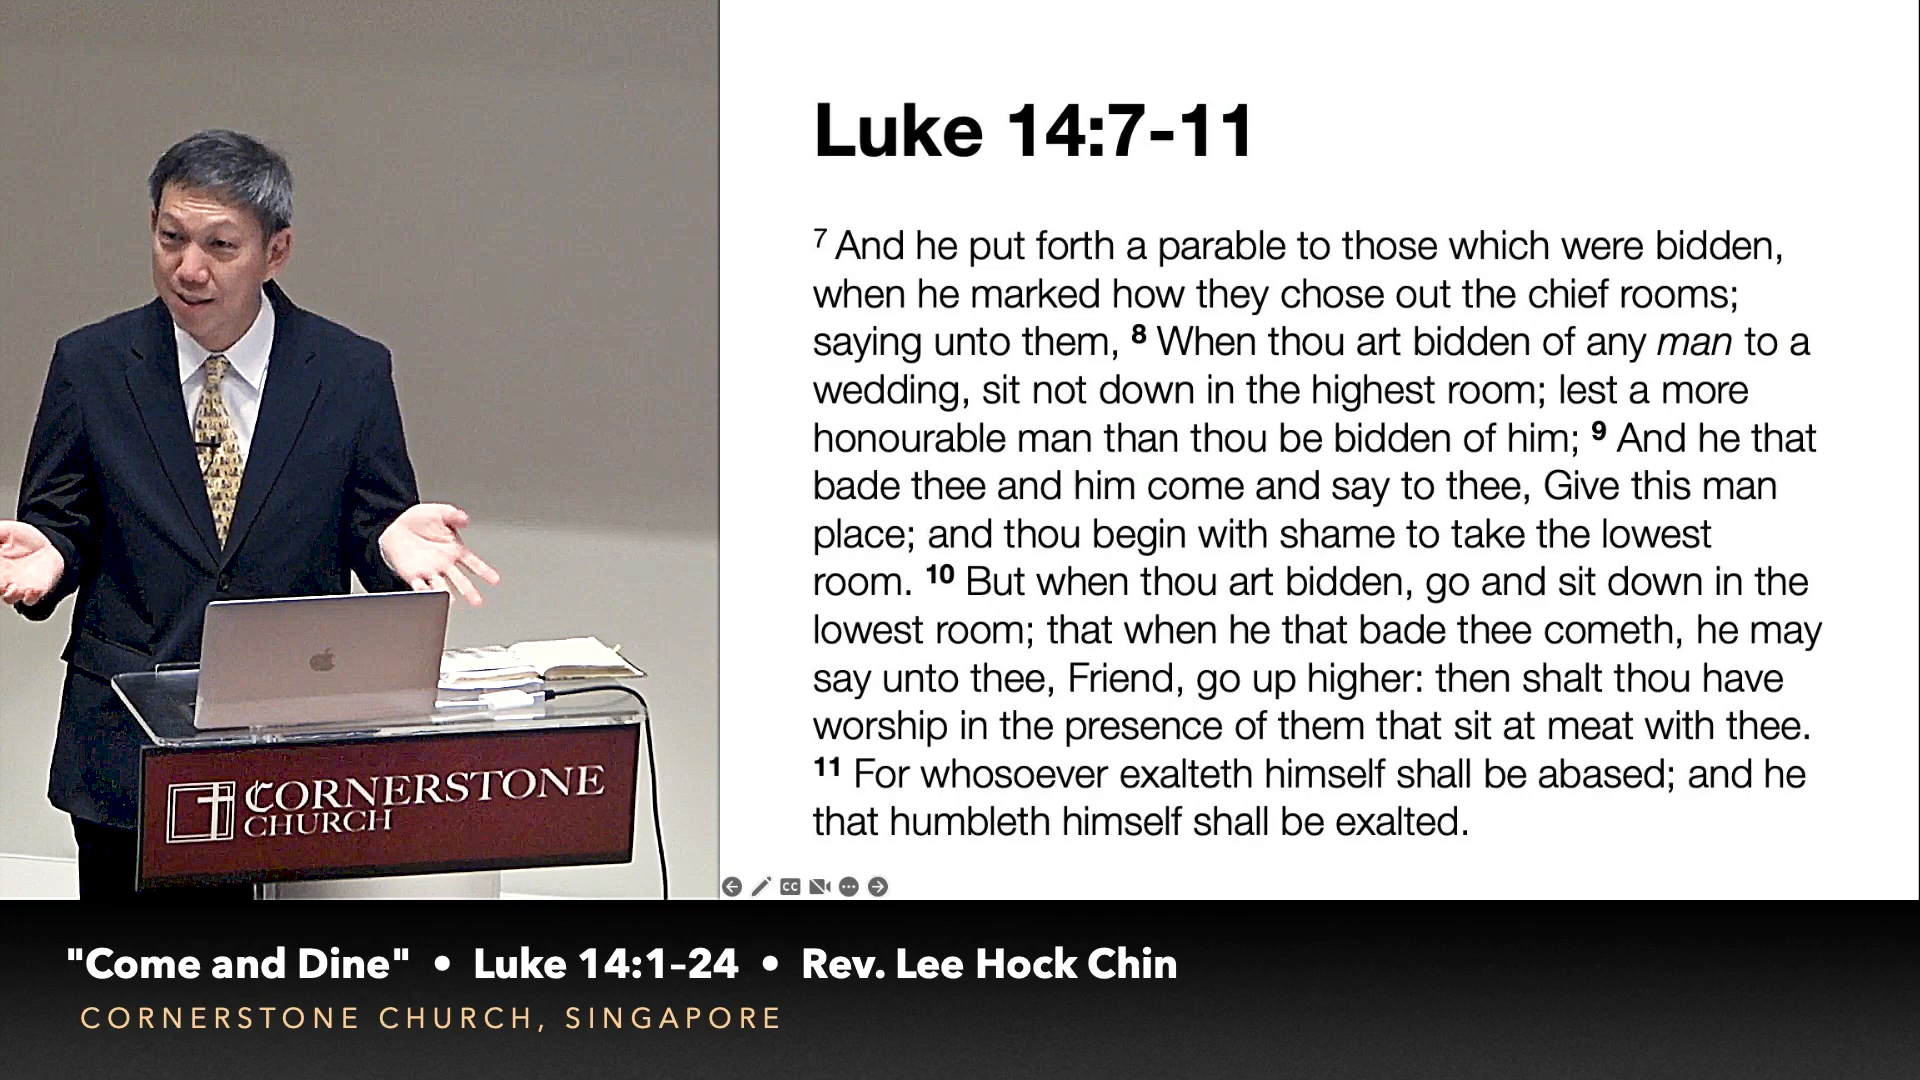 Luke 14:7-11
7 And he put forth a parable to those which were bidden,
when he marked how they chose out the chief rooms;
saying unto them, 8 When thou art bidden of any man to a
wedding, sit not down in the highest room; lest a more
honourable man than thou be bidden of him; 9 And he that
bade thee and him come and say to thee, Give this man
place; and thou begin with shame to take the lowest
room. 10 But when thou art bidden, go and sit down in the
lowest room; that when he that bade thee cometh, he may
say unto thee, Friend, go up higher: then shalt thou have
worship in the presence of them that sit at meat with thee.
11 For whosoever exalteth himself shall be abased; and he
that humbleth himself shall be exalted.
CORNERSTONE
CHURCH
CC
"Come and Dine" • Luke 14:1–24 • Rev. Lee Hock Chin
CORNERSTONE CHURCH, SINGAPORE